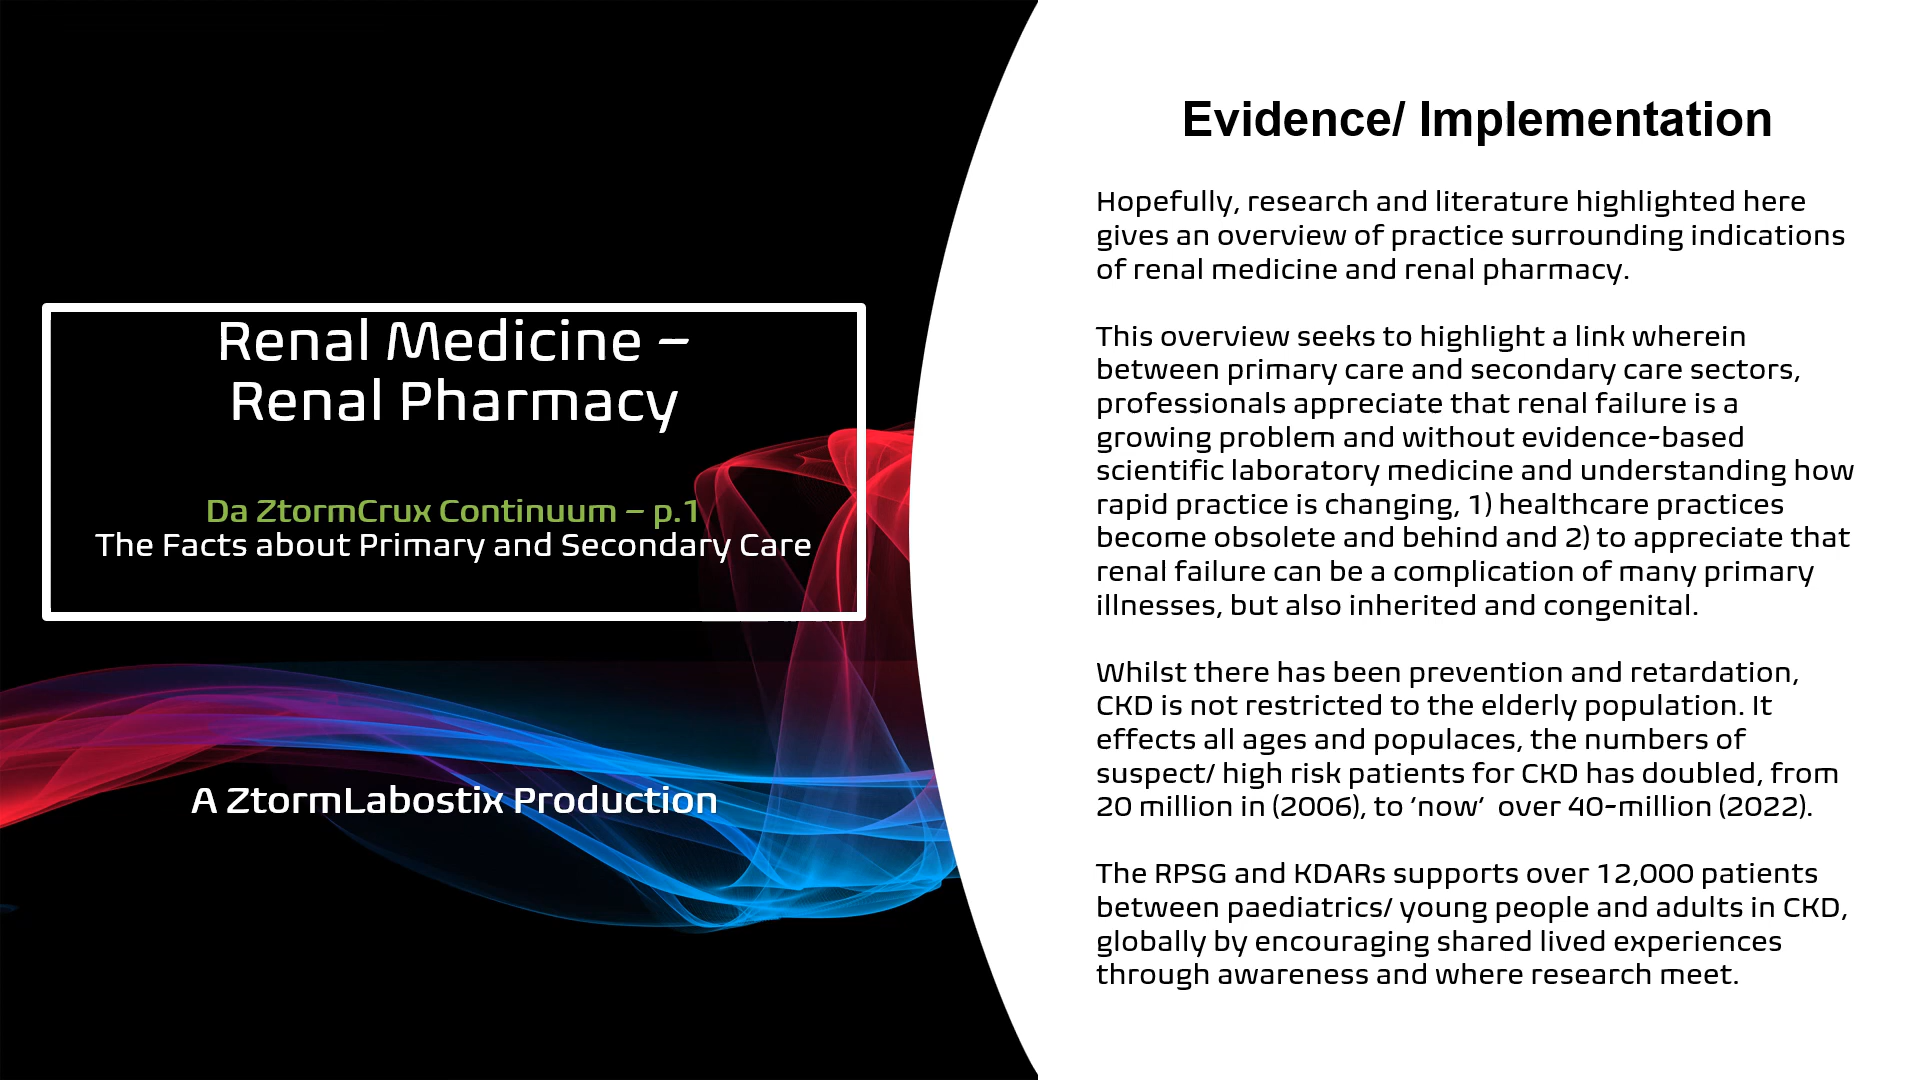 Renal Medicine –
Renal Pharmacy
Da ZtormCrux Continuum – p.1
The Facts about Primary and Secondary Care
A ZtormLabostix Production
Evidence/ Implementation
Hopefully, research and literature highlighted here
gives an overview of practice surrounding indications
of renal medicine and renal pharmacy.
This overview seeks to highlight a link wherein
between primary care and secondary care sectors,
professionals appreciate that renal failure is a
growing problem and without evidence-based
scientific laboratory medicine and understanding how
rapid practice is changing, 1) healthcare practices
become obsolete and behind and 2) to appreciate that
renal failure can be a complication of many primary
illnesses, but also inherited and congenital.
Whilst there has been prevention and retardation,
CKD is not restricted to the elderly population. It
effects all ages and populaces, the numbers of
suspect/ high risk patients for CKD has doubled, from
20 million in (2006), to ‘now’  over 40-million (2022).
The RPSG and KDARs supports over 12,000 patients
between paediatrics/ young people and adults in CKD,
globally by encouraging shared lived experiences
through awareness and where research meet.